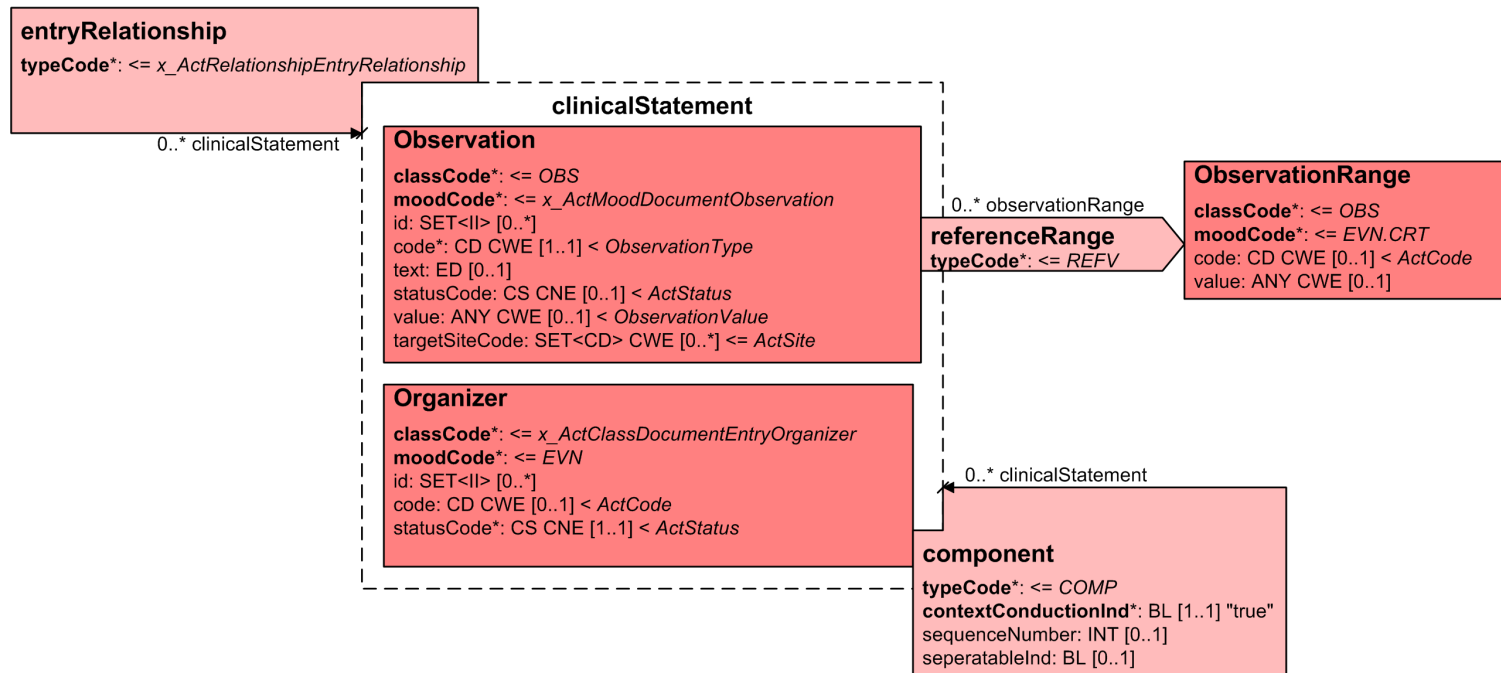 entryRelationship
typeCode*: <= x_ActRelationshipEntryRelationship
0..* clinicalStatement
clinicalStatement
Observation
classCode*: <= OBS
moodCode*: <= x_ActMoodDocumentObservation
id: SET<II> [0..*]
code*: CD CWE [1..1] < ObservationType
text: ED [0..1]
statusCode: CS CNE [0..1] < ActStatus
value: ANY CWE [0..1] < ObservationValue
targetSiteCode: SET<CD> CWE [0..*] <= ActSite
0..* observationRange
referenceRange
typeCode*: <= REFV
ObservationRange
classCode*: <= OBS
moodCode*: <= EVN.CRT
code: CD CWE [0..1] < ActCode
value: ANY CWE [0..1]
Organizer
classCode*: <= x_ActClassDocumentEntryOrganizer
moodCode*: <= EVN
id: SET<II> [0..*]
code: CD CWE [0..1] < ActCode
statusCode*: CS CNE [1..1] < ActStatus
0..* clinicalStatement
component
typeCode*: <= COMP
contextConductionInd*: BL [1..1] "true"
sequenceNumber: INT [0..1]
seperatableInd: BL [0..1]